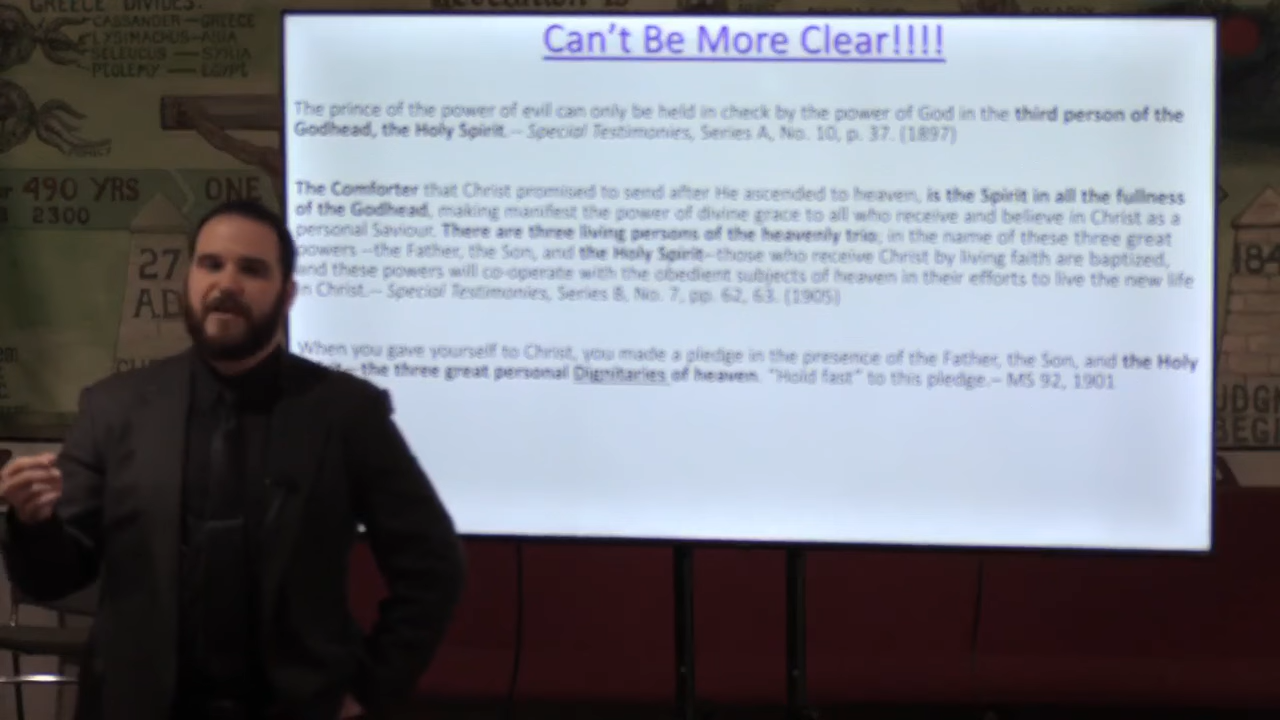 GREECE DIVIDES:
CASSANDER — GREECE
LYSIMACHUS — ASIA
SELEUCUS — SYRIA
PTOLEMY — EGYPT
490 YRS
ONE
2300
27
AD
184
JUDG
BEG
Can't Be More Clear!!!!
The prince of the power of evil can only be held in check by the power of God in the third person of the
Godhead, the Holy Spirit.– Special Testimonies, Series A, No. 10, p. 37. (1897)
The Comforter that Christ promised to send after He ascended to heaven, is the Spirit in all the fullness
of the Godhead, making manifest the power of divine grace to all who receive and believe in Christ as a
personal Saviour. There are three living persons of the heavenly trio; in the name of these three great
powers –the Father, the Son, and the Holy Spirit– those who receive Christ by living faith are baptized,
and these powers will co-operate with the obedient subjects of heaven in their efforts to live the new life
in Christ.– Special Testimonies, Series B, No. 7, pp. 62, 63. (1905)
When you gave yourself to Christ, you made a pledge in the presence of the Father, the Son, and the Holy
the three great personal Dignitaries of heaven. "Hold fast" to this pledge.– MS 92, 1901